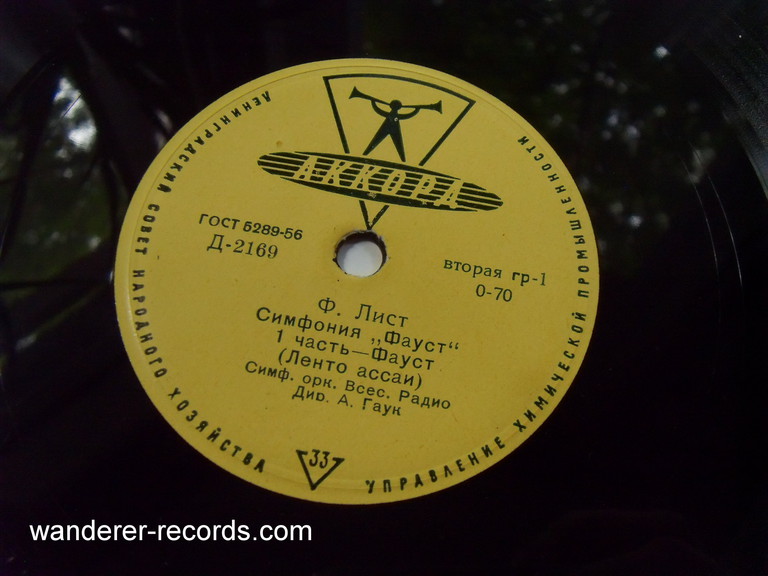 ЛЕНИНГРАДСКИЙ СОВЕТ НАРОДНОГО ХОЗЯЙСТВА
УПРАВЛЕНИЕ ХИМИЧЕСКОЙ ПРОМЫШЛЕННОСТИ
АККОРД
ГОСТ 5289-56
Д-2169
вторая гр-1
0-70
Ф. Лист
Симфония „Фауст“
1 часть—Фауст
(Ленто ассаи)
Симф. орк. Всес. Радио
Дир. А. Гаук
33
wanderer-records.com